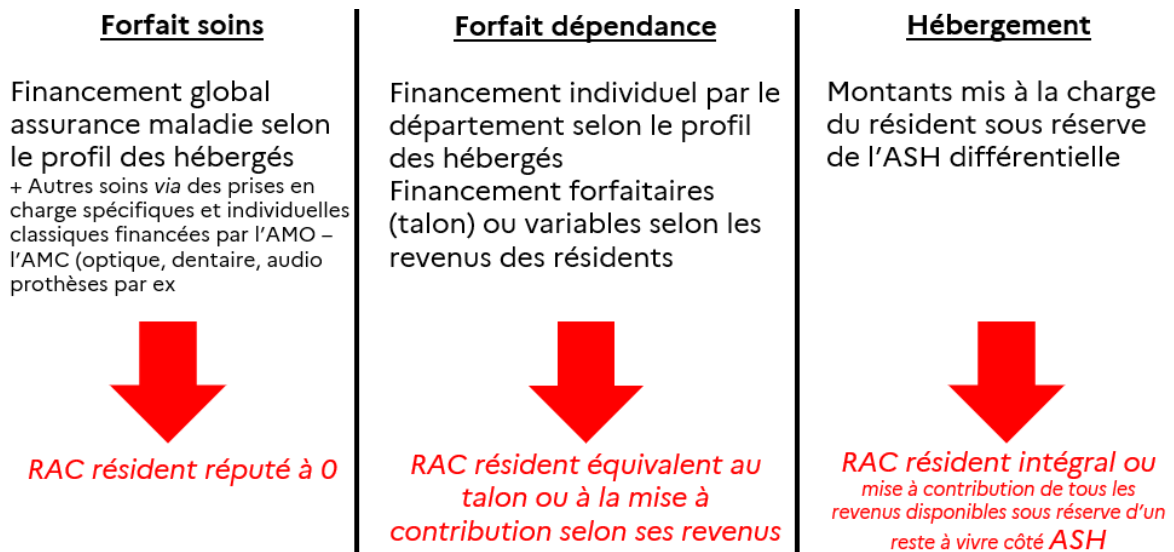 Forfait soins
Financement global
assurance maladie selon
le profil des hébergés
+ Autres soins via des prises en
charge spécifiques et individuelles
classiques financées par l'AMO –
l'AMC (optique, dentaire, audio
prothèses par ex
RAC résident réputé à 0
Forfait dépendance
Financement individuel par le
département selon le profil
des hébergés
Financement forfaitaires
(talon) ou variables selon les
revenus des résidents
RAC résident équivalent au
talon ou à la mise à
contribution selon ses revenus
Hébergement
Montants mis à la charge
du résident sous réserve
de l'ASH différentielle
RAC résident intégral ou
mise à contribution de tous les
revenus disponibles sous réserve d'un
reste à vivre côté ASH